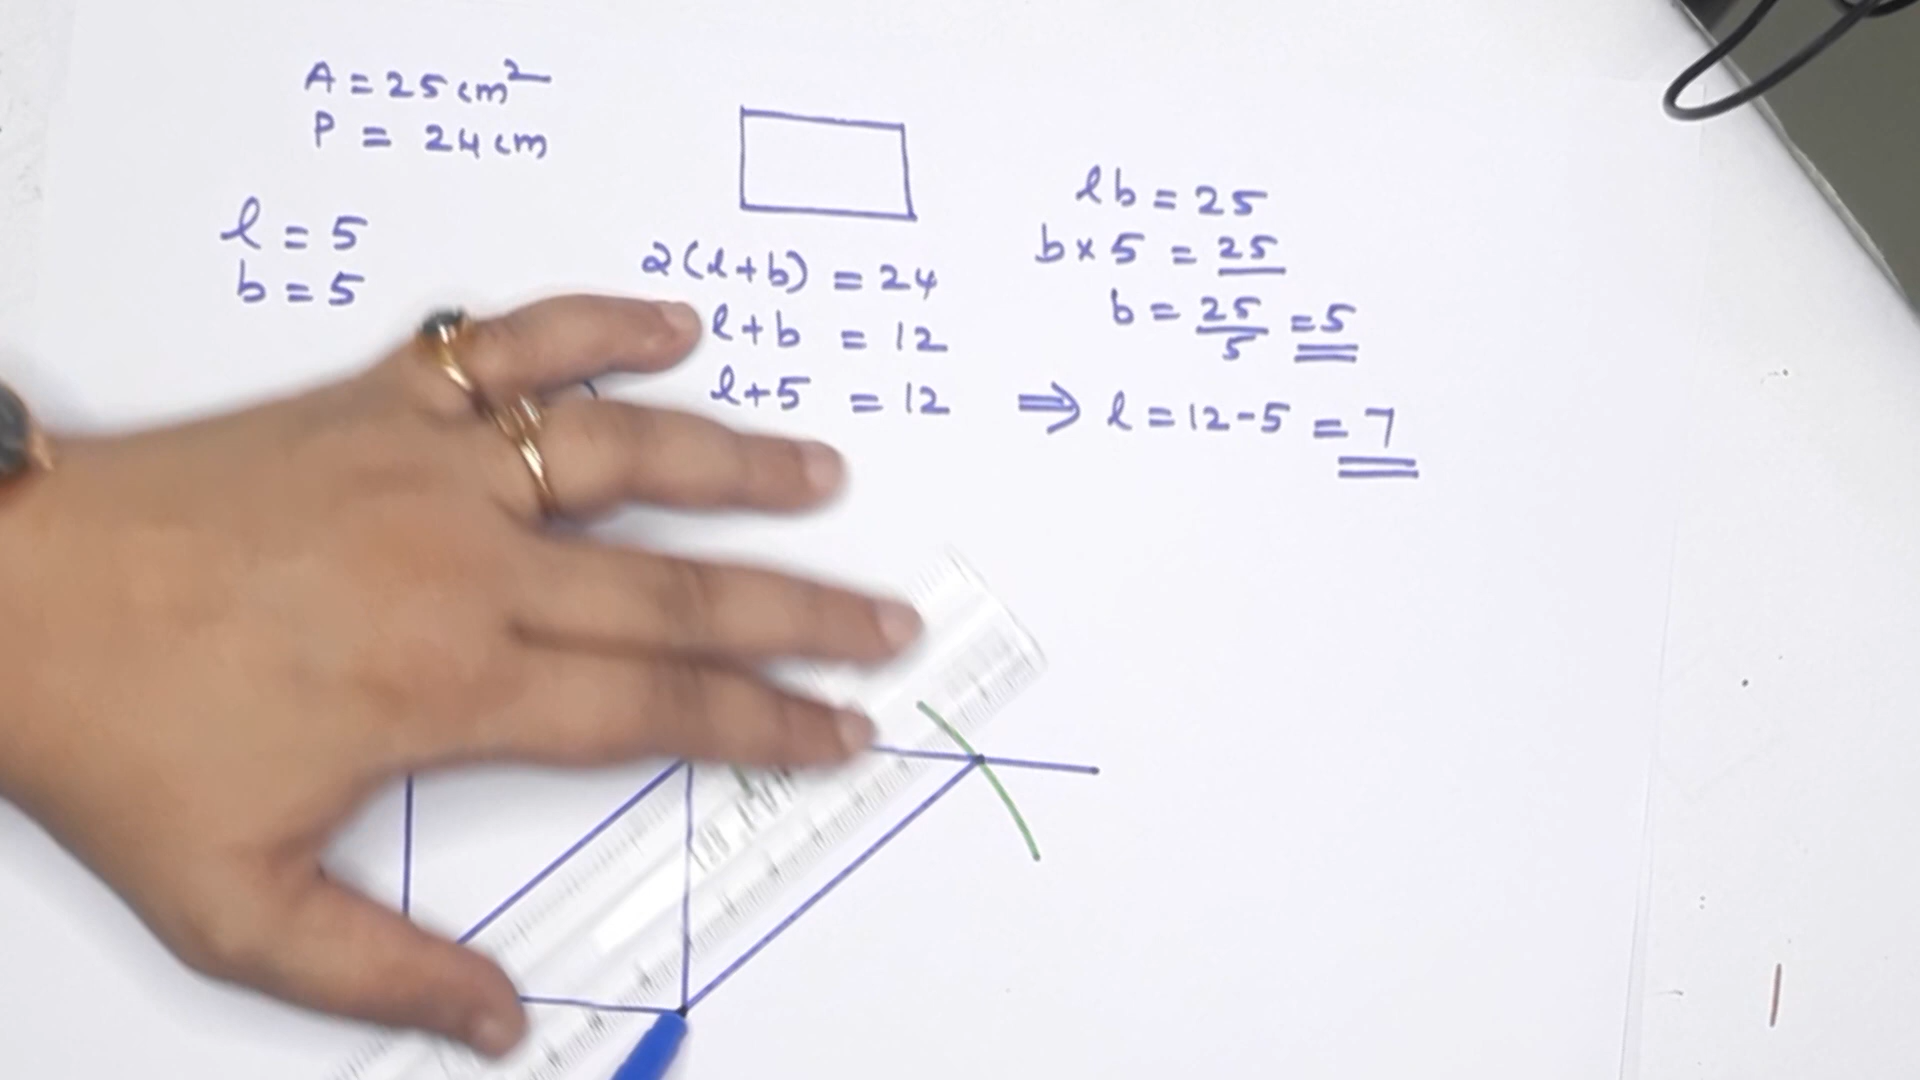 A = 25 cm²
P = 24 cm
l = 5
b = 5
2(l+b) = 24
l+b = 12
l+5 = 12 ⇒ l = 12-5 = 7
lb = 25
b× 5 = 25
b = 25/5 = 5